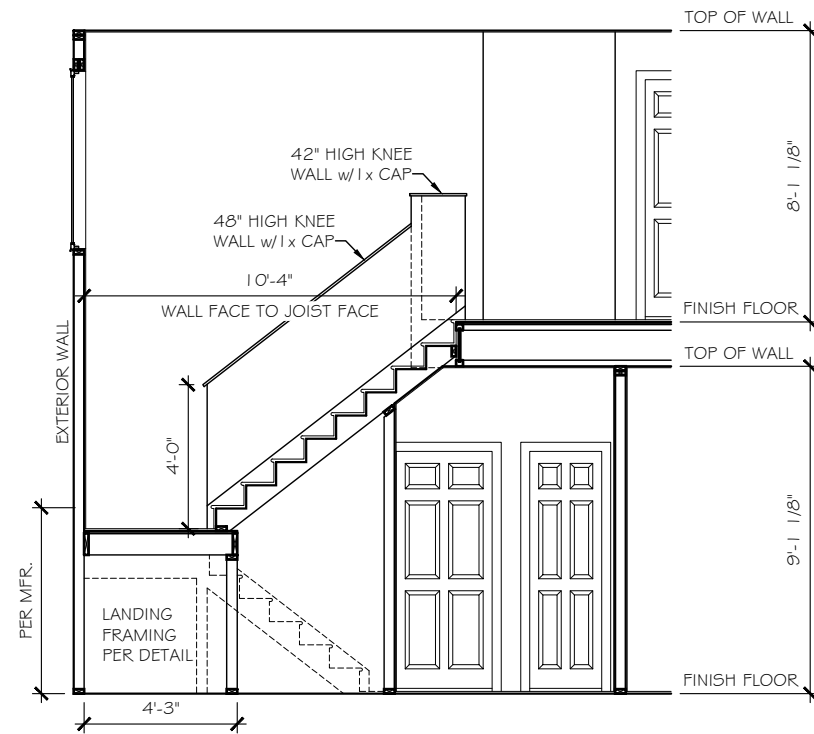 TOP OF WALL
42" HIGH KNEE
WALL w/1x CAP
8'-1 1/8"
48" HIGH KNEE
WALL w/1x CAP
10'-4"
WALL FACE TO JOIST FACE
FINISH FLOOR
TOP OF WALL
EXTERIOR WALL
4'-0"
9'-1 1/8"
PER MFR.
LANDING
FRAMING
PER DETAIL
FINISH FLOOR
4'-3"